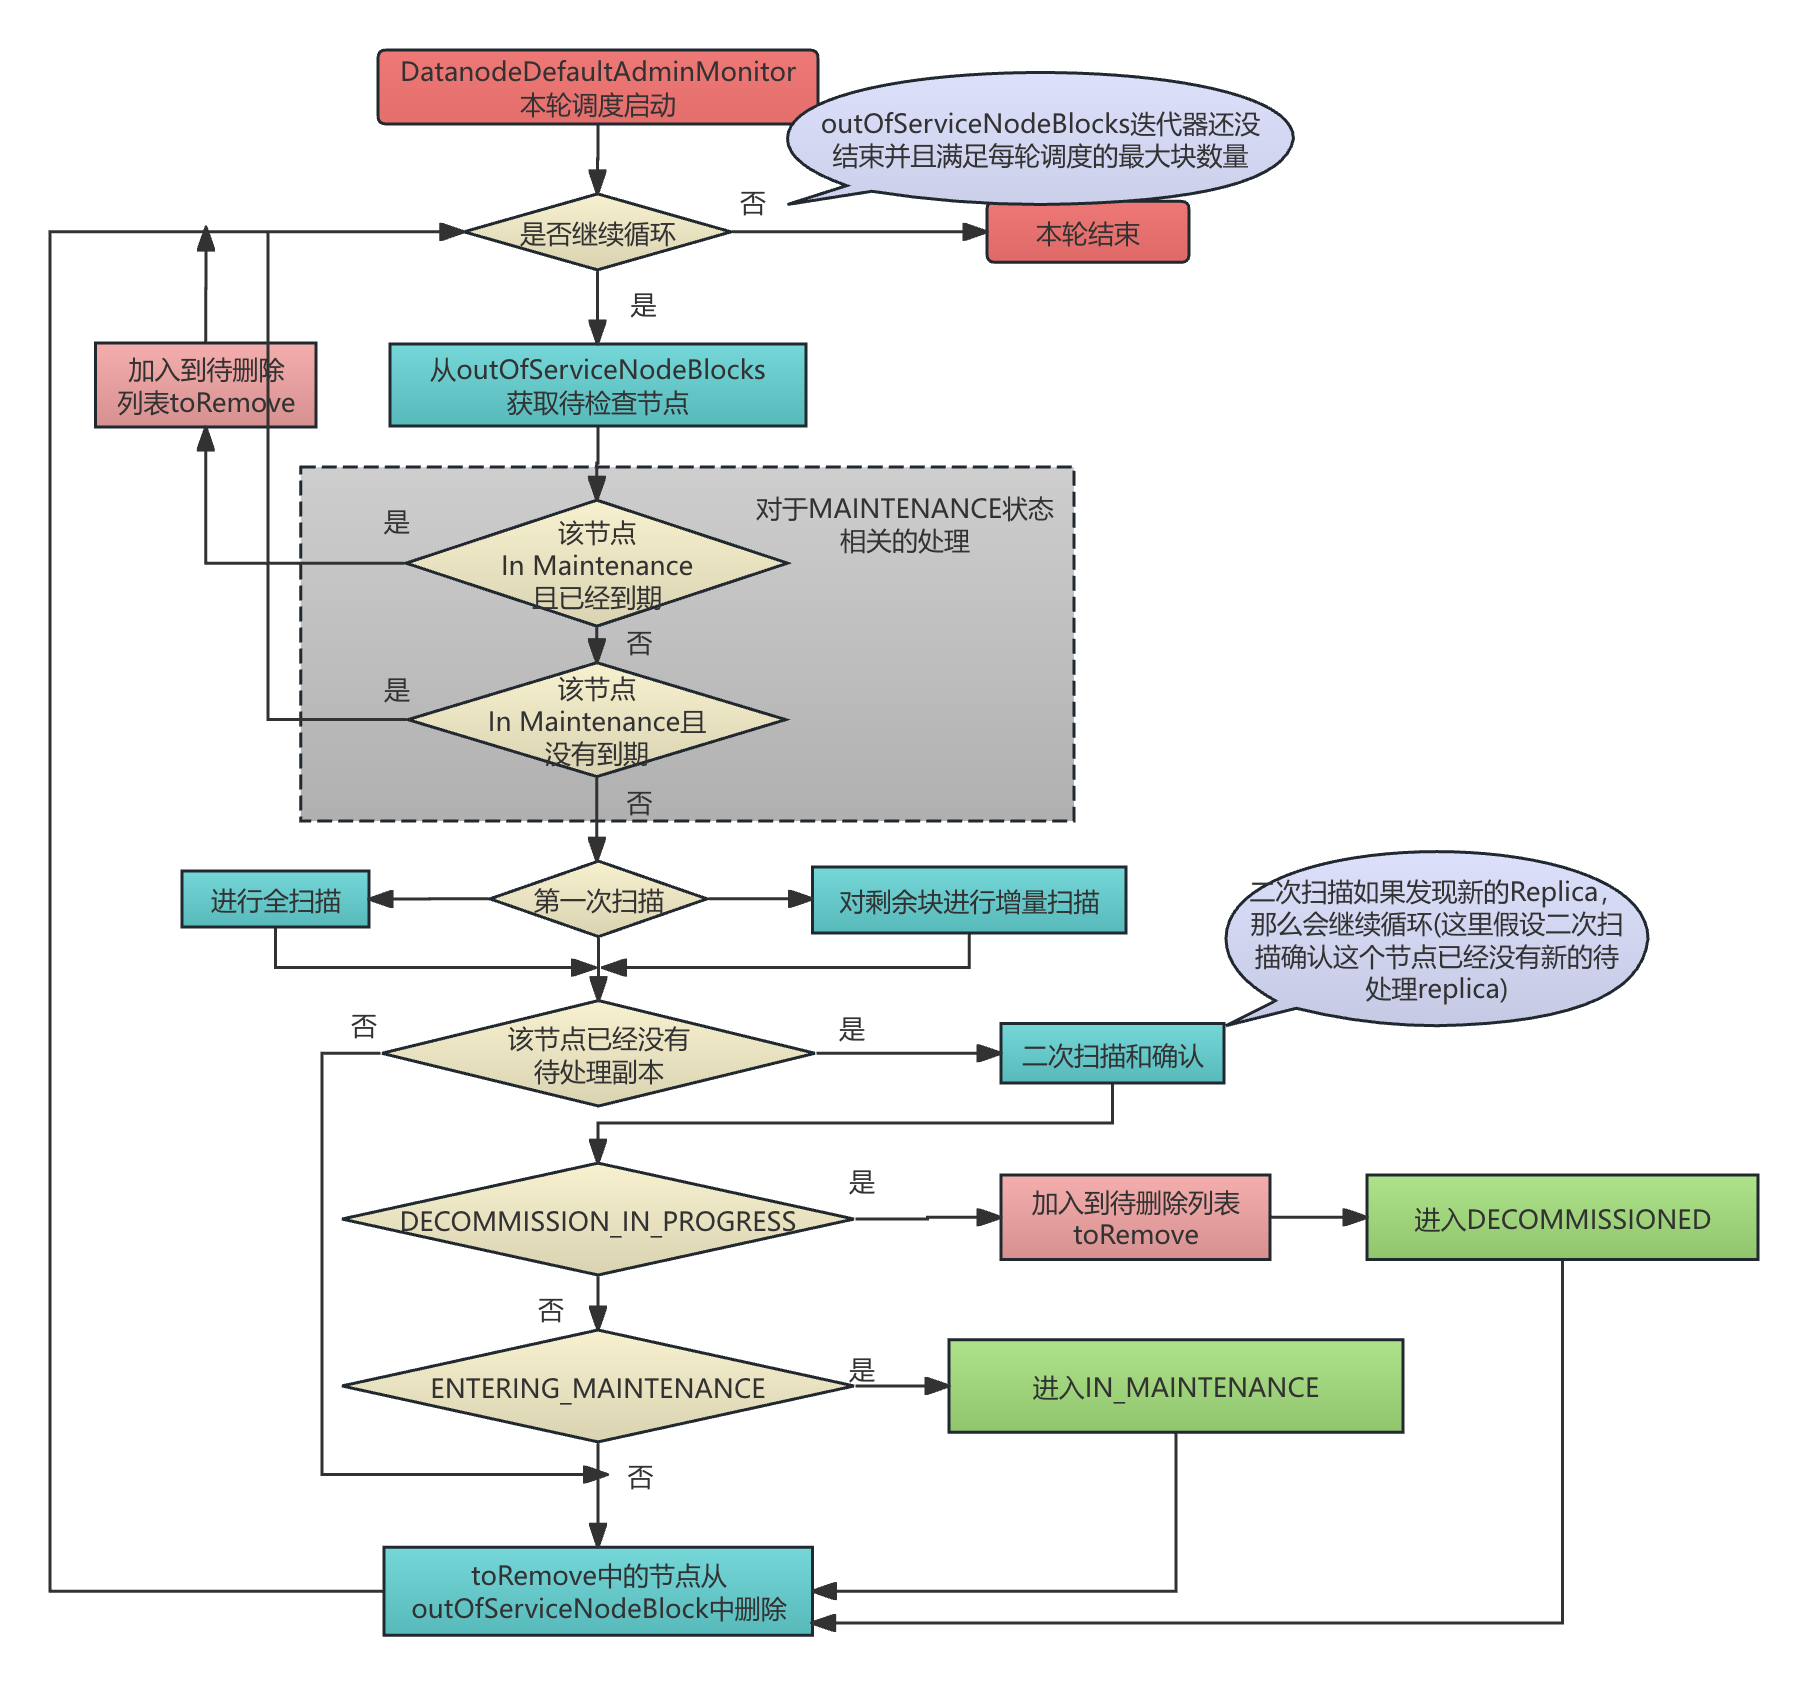 DatanodeDefaultAdminMonitor
本轮调度启动
outOfServiceNodeBlocks迭代器还没
结束并且满足每轮调度的最大块数量
否
是否继续循环
本轮结束
是
加入到待删除
列表toRemove
从outOfServiceNodeBlocks
获取待检查节点
对于MAINTENANCE状态
相关的处理
是
该节点
In Maintenance
且已经到期
否
是
该节点
In Maintenance且
没有到期
否
进行全扫描
第一次扫描
对剩余块进行增量扫描
二次扫描如果发现新的Replica，
那么会继续循环(这里假设二次扫
描确认这个节点已经没有新的待
处理replica)
否
该节点已经没有
待处理副本
是
二次扫描和确认
DECOMMISSION_IN_PROGRESS
是
加入到待删除列表
toRemove
进入DECOMMISSIONED
否
ENTERING_MAINTENANCE
是
进入IN_MAINTENANCE
否
toRemove中的节点从
outOfServiceNodeBlock中删除